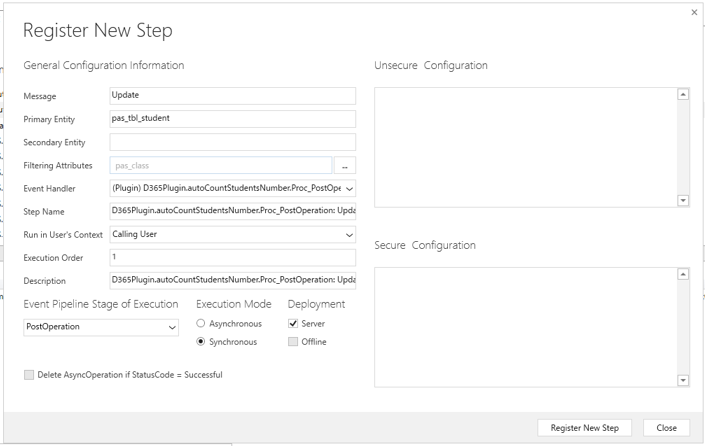 Register New Step
General Configuration Information
Message
Update
Primary Entity
pas_tbl_student
Secondary Entity
Filtering Attributes
pas_class
...
Event Handler
(Plugin) D365Plugin.autoCountStudentsNumber.Proc_PostOpe
Step Name
D365Plugin.autoCountStudentsNumber.Proc_PostOperation: Upda
Run in User's Context
Calling User
Execution Order
1
Description
D365Plugin.autoCountStudentsNumber.Proc_PostOperation: Upda
Event Pipeline Stage of Execution
PostOperation
Execution Mode
Asynchronous
Synchronous
Deployment
Server
Offline
Delete AsyncOperation if StatusCode = Successful
Unsecure Configuration
Secure Configuration
Register New Step
Close